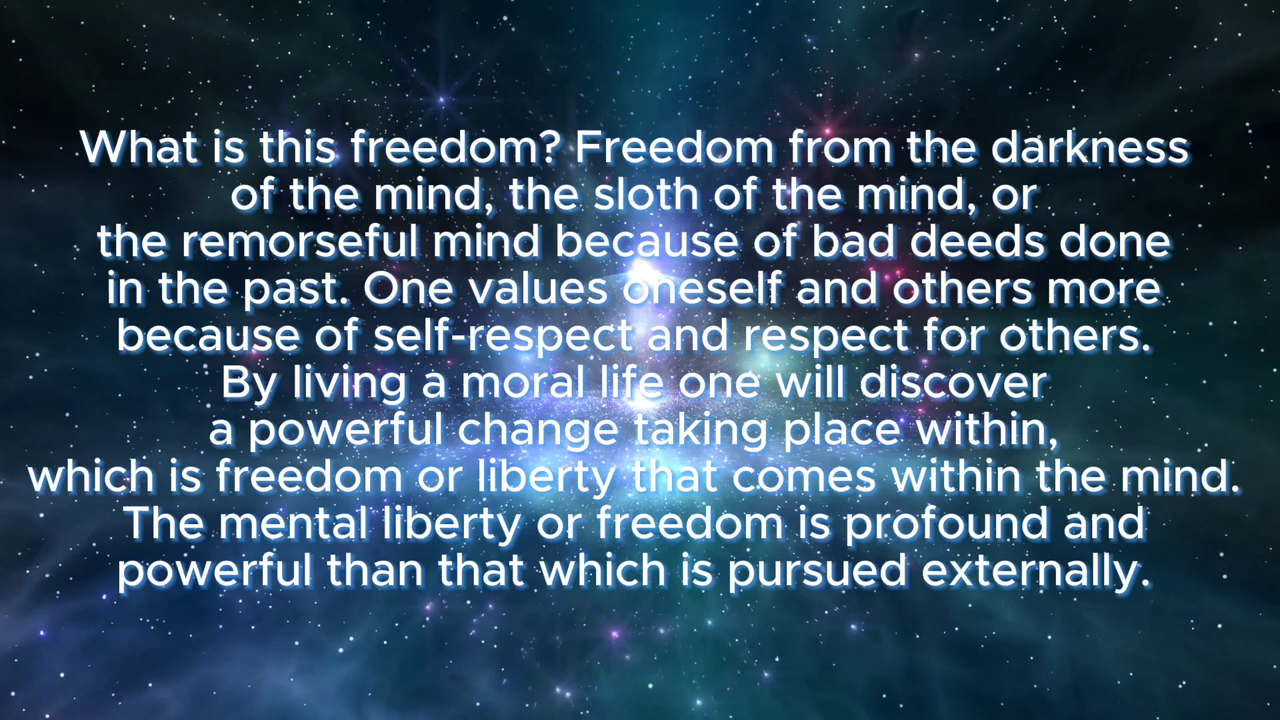 What is this freedom? Freedom from the darkness
of the mind, the sloth of the mind, or
the remorseful mind because of bad deeds done
in the past. One values oneself and others more
because of self-respect and respect for others.
By living a moral life one will discover
a powerful change taking place within,
which is freedom or liberty that comes within the mind.
The mental liberty or freedom is profound and
powerful than that which is pursued externally.